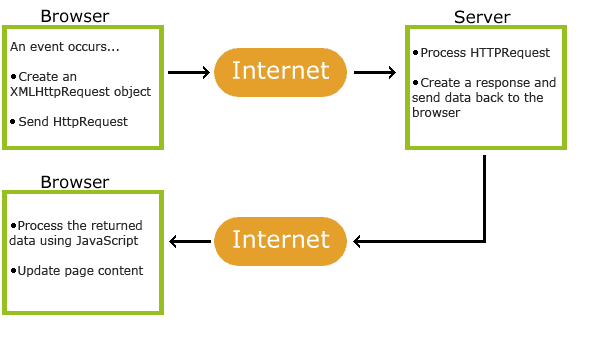 Browser
An event occurs...
•Create an
XMLHttpRequest object
• Send HttpRequest
Internet
Server
•Process HTTPRequest
•Create a response and
send data back to the
browser
Browser
•Process the returned
data using JavaScript
•Update page content
Internet